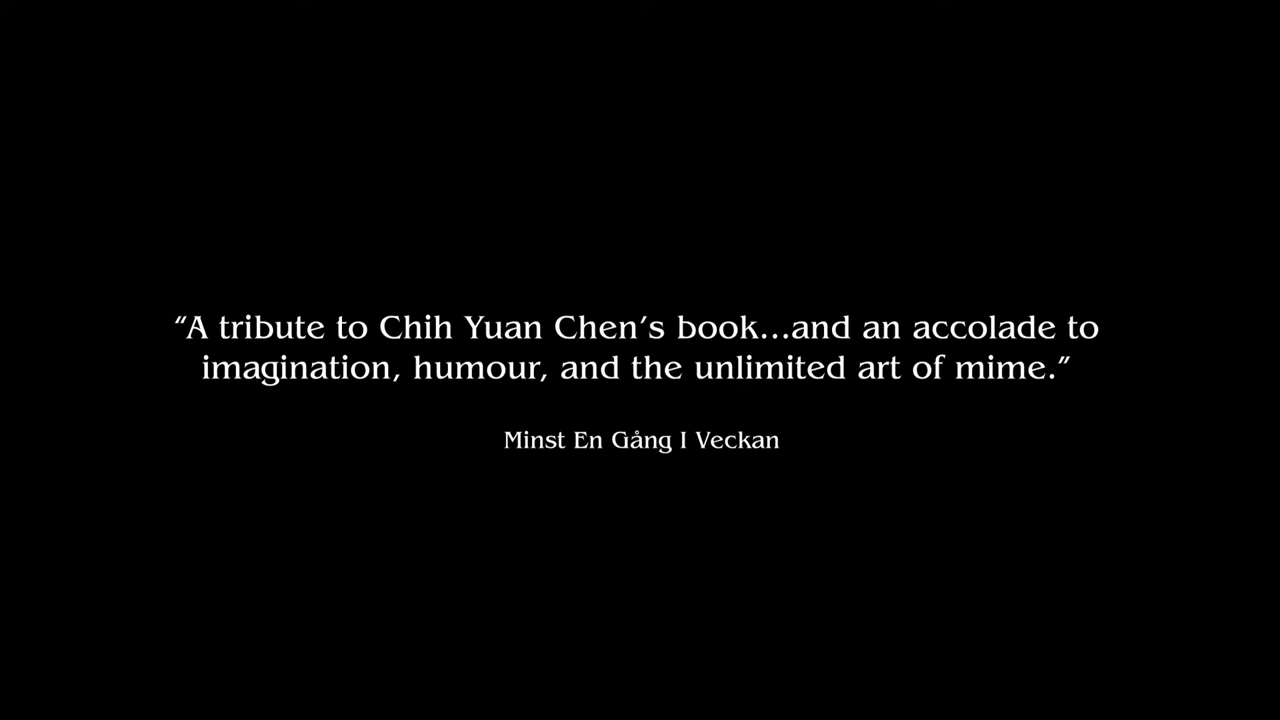 “A tribute to Chih Yuan Chen’s book...and an accolade to
imagination, humour, and the unlimited art of mime.”
Minst En Gång I Veckan